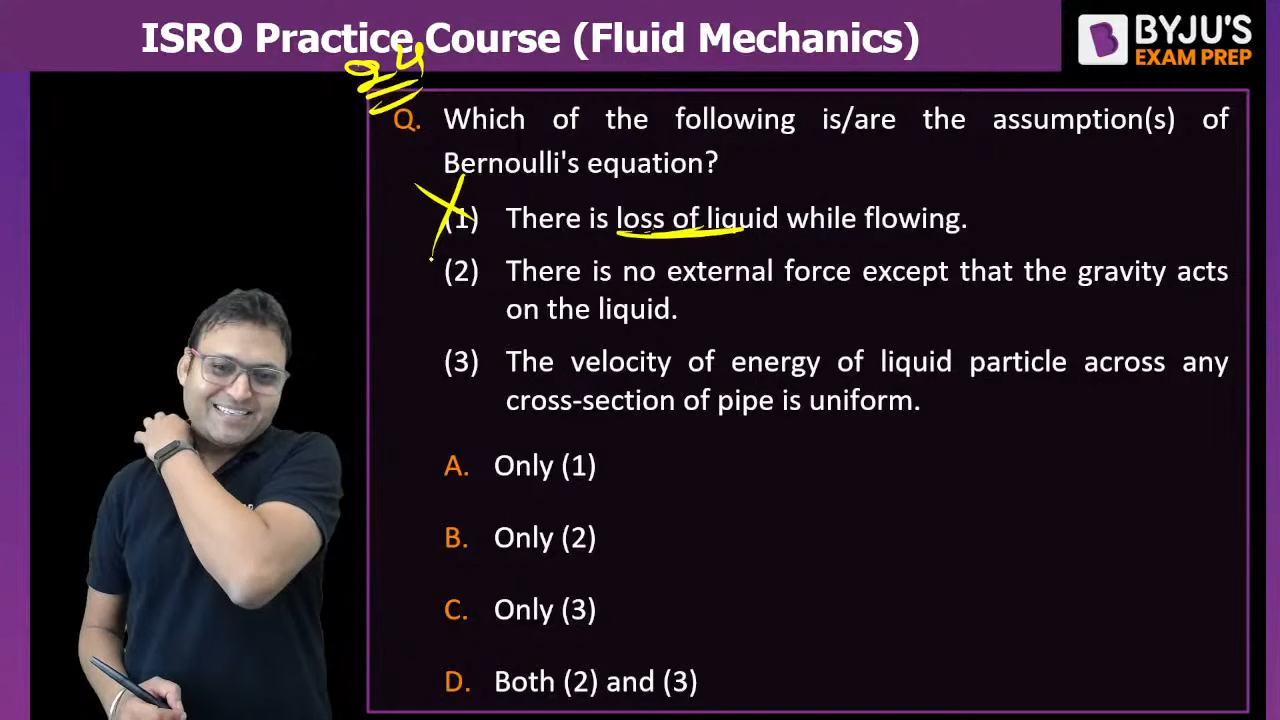 ISRO Practice Course (Fluid Mechanics)
BYJU'S
EXAM PREP
24
Q. Which of the following is/are the assumption(s) of
Bernoulli's equation?
(1) There is loss of liquid while flowing.
(2) There is no external force except that the gravity acts
on the liquid.
(3) The velocity of energy of liquid particle across any
cross-section of pipe is uniform.
A. Only (1)
B. Only (2)
C. Only (3)
D. Both (2) and (3)